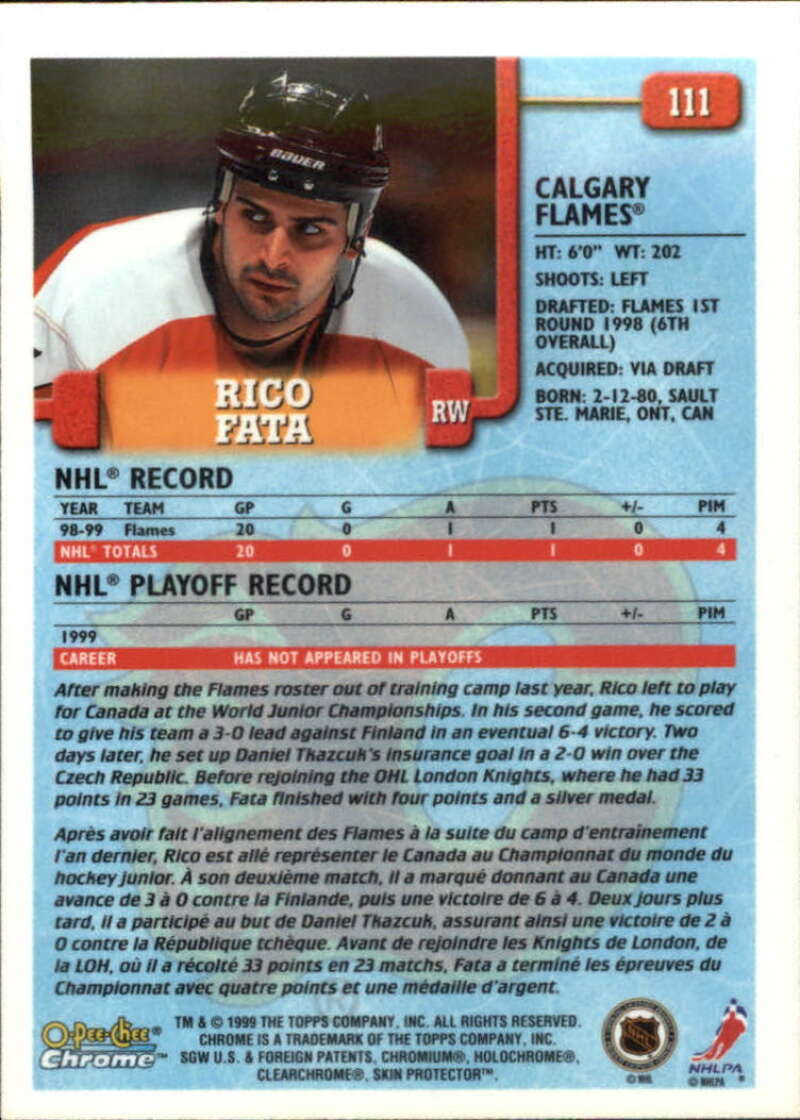 111
BAUER
CALGARY
FLAMES®
HT: 6'0" WT: 202
SHOOTS: LEFT
DRAFTED: FLAMES 1ST
ROUND 1998 (6TH
OVERALL)
ACQUIRED: VIA DRAFT
BORN: 2-12-80, SAULT
STE. MARIE, ONT, CAN
RICO
FATA
RW
NHL® RECORD
YEAR TEAM GP G A PTS +/- PIM
98-99 Flames 20 0 1 1 0 4
NHL® TOTALS 20 0 1 1 0 4
NHL® PLAYOFF RECORD
GP G A PTS +/- PIM
1999
CAREER HAS NOT APPEARED IN PLAYOFFS
After making the Flames roster out of training camp last year, Rico left to play
for Canada at the World Junior Championships. In his second game, he scored
to give his team a 3-0 lead against Finland in an eventual 6-4 victory. Two
days later, he set up Daniel Tkazcuk's insurance goal in a 2-0 win over the
Czech Republic. Before rejoining the OHL London Knights, where he had 33
points in 23 games, Fata finished with four points and a silver medal.
Après avoir fait l'alignement des Flames à la suite du camp d'entraînement
l'an dernier, Rico est allé représenter le Canada au Championnat du monde du
hockey junior. À son deuxième match, il a marqué donnant au Canada une
avance de 3 à 0 contre la Finlande, puis une victoire de 6 à 4. Deux jours plus
tard, il a participé au but de Daniel Tkazcuk, assurant ainsi une victoire de 2 à
0 contre la République tchèque. Avant de rejoindre les Knights de London, de
la LOH, où il a récolté 33 points en 23 matchs, Fata a terminé les épreuves du
Championnat avec quatre points et une médaille d'argent.
O-Pee-Chee®
Chrome™
TM & © 1999 THE TOPPS COMPANY, INC. ALL RIGHTS RESERVED.
CHROME IS A TRADEMARK OF THE TOPPS COMPANY, INC.
SGW U.S. & FOREIGN PATENTS, CHROMIUM®, HOLOCHROME®,
CLEARCHROME®, SKIN PROTECTOR™.
NHL
© NHL
NHLPA
© NHLPA ®